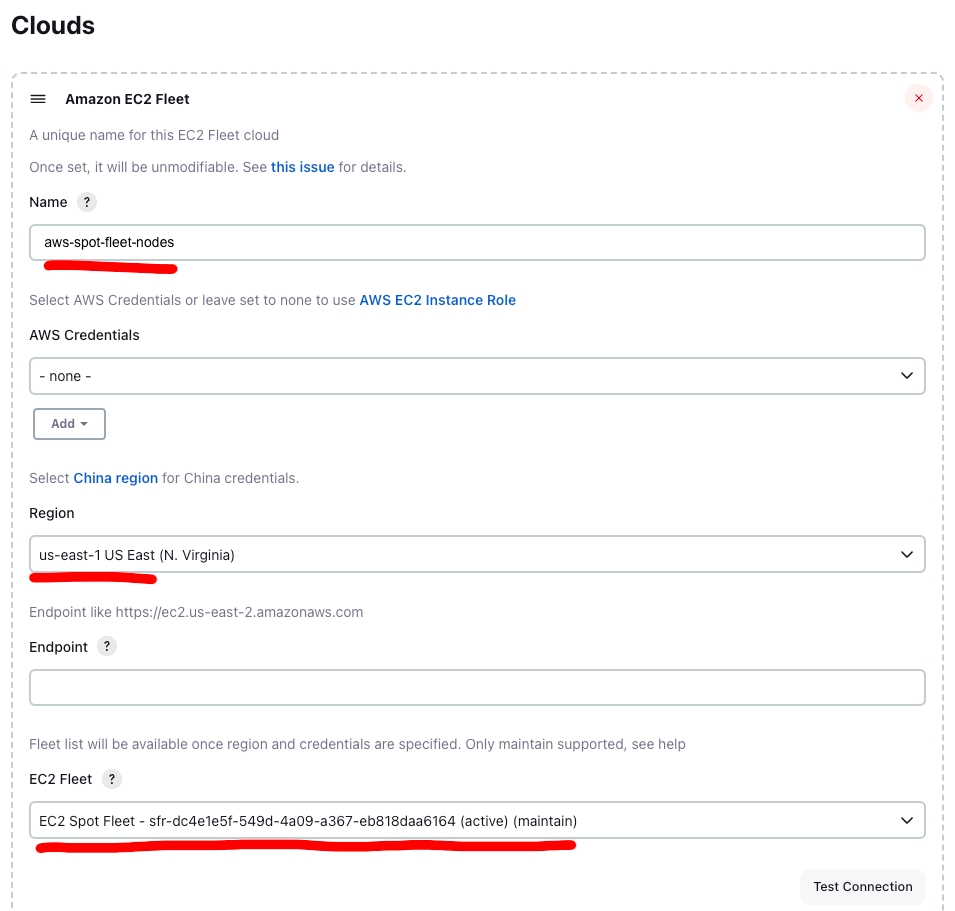 Clouds
Amazon EC2 Fleet
A unique name for this EC2 Fleet cloud
Once set, it will be unmodifiable. See this issue for details.
Name ?
aws-spot-fleet-nodes
Select AWS Credentials or leave set to none to use AWS EC2 Instance Role
AWS Credentials
- none -
Add
Select China region for China credentials.
Region
us-east-1 US East (N. Virginia)
Endpoint like https://ec2.us-east-2.amazonaws.com
Endpoint ?
Fleet list will be available once region and credentials are specified. Only maintain supported, see help
EC2 Fleet ?
EC2 Spot Fleet - sfr-dc4e1e5f-549d-4a09-a367-eb818daa6164 (active) (maintain)
Test Connection